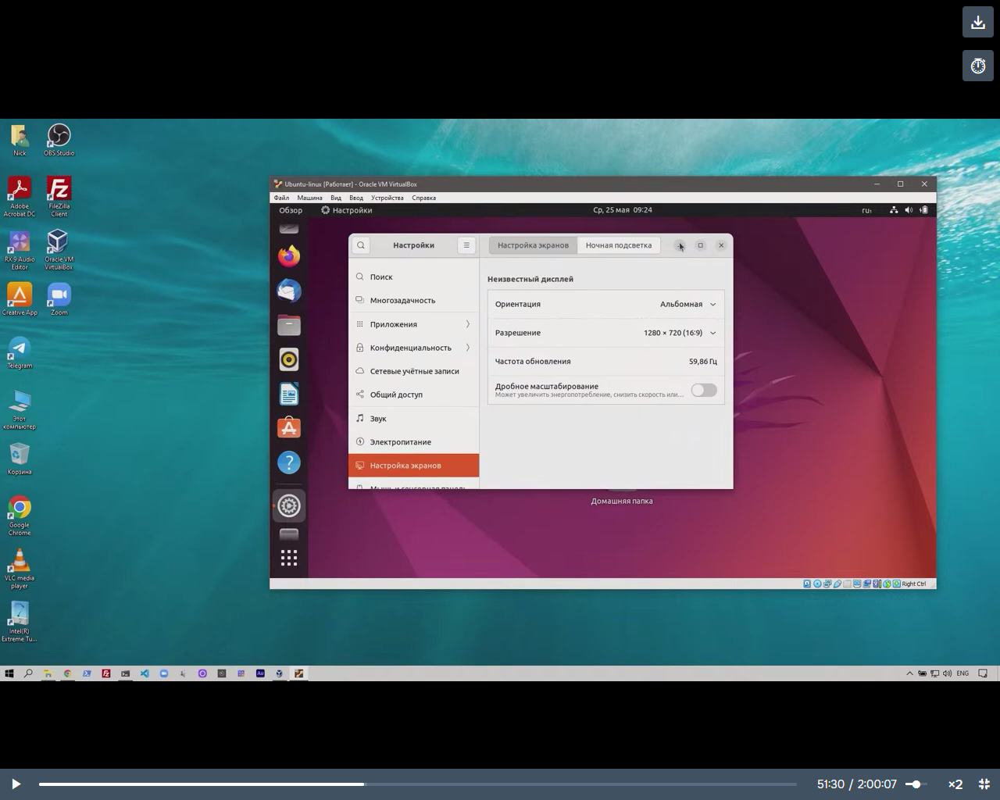 Nick
OBS Studio
Adobe
Acrobat DC
FileZilla
Client
RX 9 Audio
Editor
Oracle VM
VirtualBox
Creative App
Zoom
Telegram
Этот
компьютер
Корзина
Google
Chrome
VLC media
player
Intel(R)
Extreme Tu...
Ubuntu-linux [Работает] - Oracle VM VirtualBox
Файл Машина Вид Ввод Устройства Справка
Обзор Настройки Ср, 25 мая 09:24 ru₁
Настройки Настройка экранов Ночная подсветка
Поиск
Многозадачность
Приложения
Конфиденциальность
Сетевые учётные записи
Общий доступ
Звук
Электропитание
Настройка экранов
Мышь и сенсорная панель
Неизвестный дисплей
Ориентация Альбомная
Разрешение 1280 × 720 (16:9)
Частота обновления 59,86 Гц
Дробное масштабирование
Может увеличить энергопотребление, снизить скорость или...
Домашняя папка
Right Ctrl
Au ENG
51:30 / 2:00:07 ×2